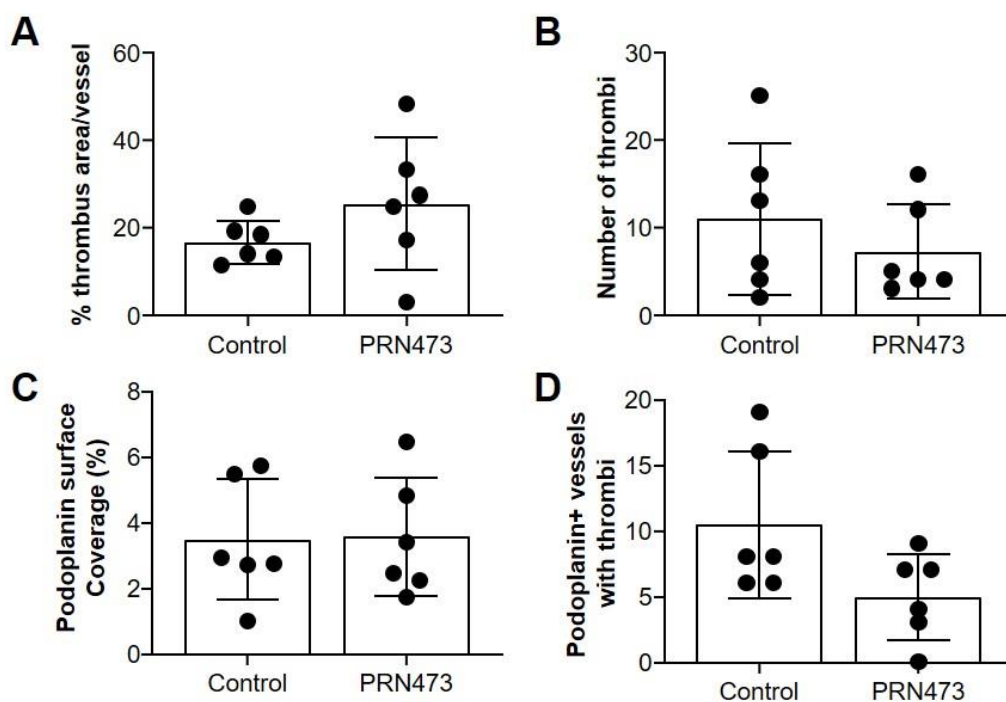 A
% thrombus area/vessel
60
40
20
0
Control PRN473
B
Number of thrombi
30
20
10
0
Control PRN473
C
Podoplanin surface
Coverage (%)
8
6
4
2
0
Control PRN473
D
Podoplanin+ vessels
with thrombi
20
15
10
5
0
Control PRN473